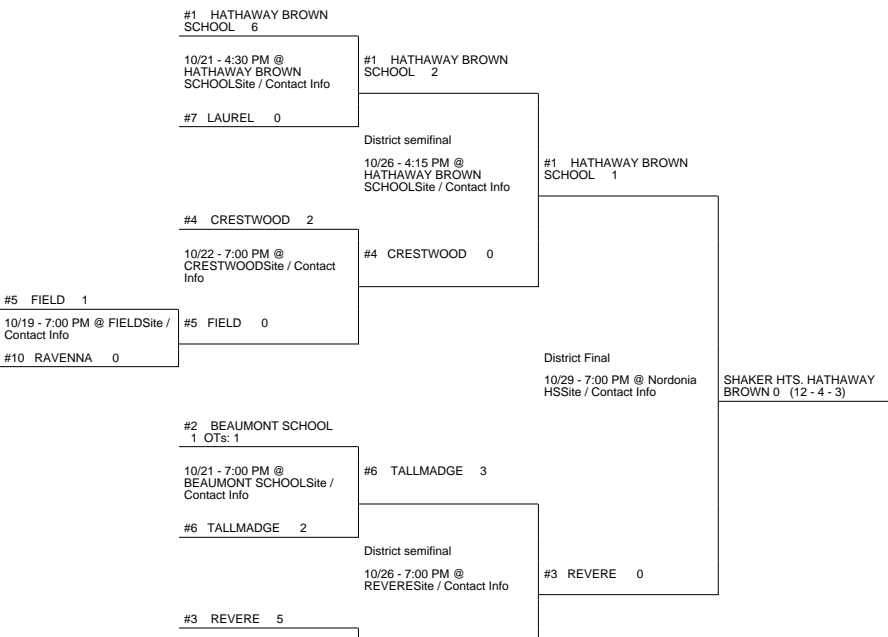 #1 HATHAWAY BROWN
SCHOOL 6
10/21 - 4:30 PM @
HATHAWAY BROWN
SCHOOLSite / Contact Info
#7 LAUREL 0
#1 HATHAWAY BROWN
SCHOOL 2
District semifinal
10/26 - 4:15 PM @
HATHAWAY BROWN
SCHOOLSite / Contact Info
#1 HATHAWAY BROWN
SCHOOL 1
#4 CRESTWOOD 2
10/22 - 7:00 PM @
CRESTWOODSite / Contact
Info
#4 CRESTWOOD 0
#5 FIELD 1
10/19 - 7:00 PM @ FIELDSite /
Contact Info
#10 RAVENNA 0
#5 FIELD 0
District Final
10/29 - 7:00 PM @ Nordonia
HSSite / Contact Info
SHAKER HTS. HATHAWAY
BROWN 0 (12 - 4 - 3)
#2 BEAUMONT SCHOOL
1 OTs: 1
10/21 - 7:00 PM @
BEAUMONT SCHOOLSite /
Contact Info
#6 TALLMADGE 2
#6 TALLMADGE 3
District semifinal
10/26 - 7:00 PM @
REVERESite / Contact Info
#3 REVERE 0
#3 REVERE 5